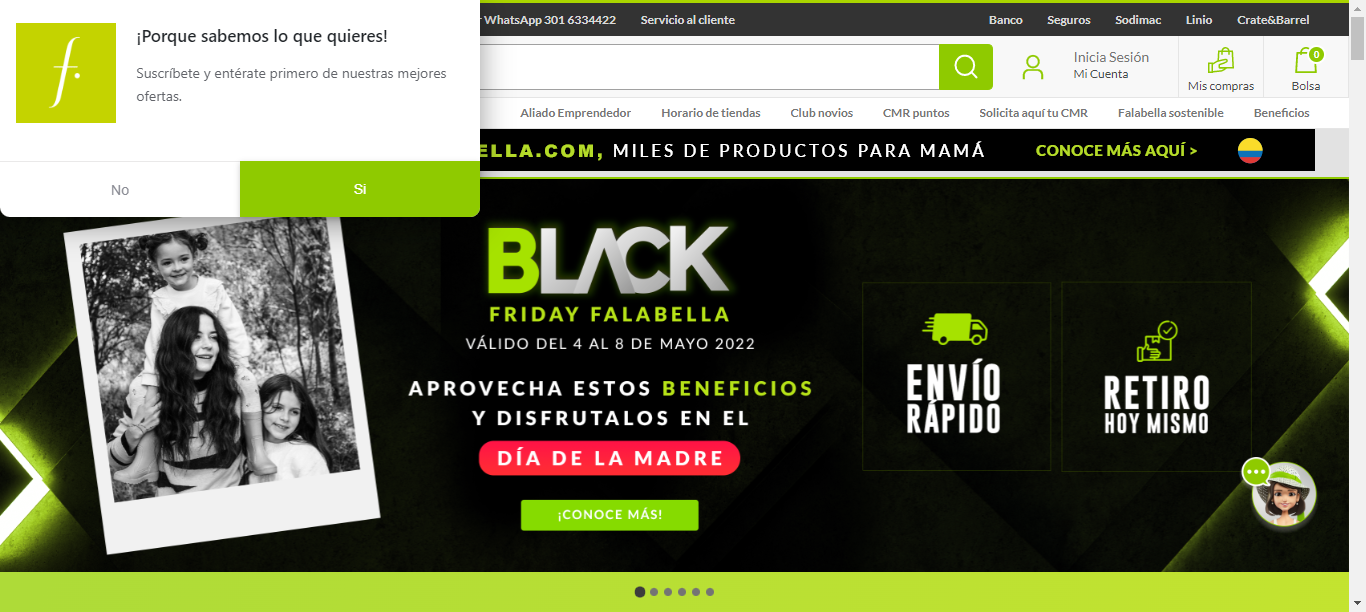 ¡Porque sabemos lo que quieres!
Suscríbete y entérate primero de nuestras mejores
ofertas.
No
Si
WhatsApp 301 6334422
Servicio al cliente
Banco
Seguros
Sodimac
Linio
Crate&Barrel
Inicia Sesión
Mi Cuenta
Mis compras
0
Bolsa
Aliado Emprendedor
Horario de tiendas
Club novios
CMR puntos
Solicita aquí tu CMR
Falabella sostenible
Beneficios
ELLA.COM, MILES DE PRODUCTOS PARA MAMÁ
CONOCE MÁS AQUÍ >
BLACK
FRIDAY FALABELLA
VÁLIDO DEL 4 AL 8 DE MAYO 2022
APROVECHA ESTOS BENEFICIOS
Y DISFRUTALOS EN EL
DÍA DE LA MADRE
¡CONOCE MÁS!
ENVÍO
RÁPIDO
RETIRO
HOY MISMO